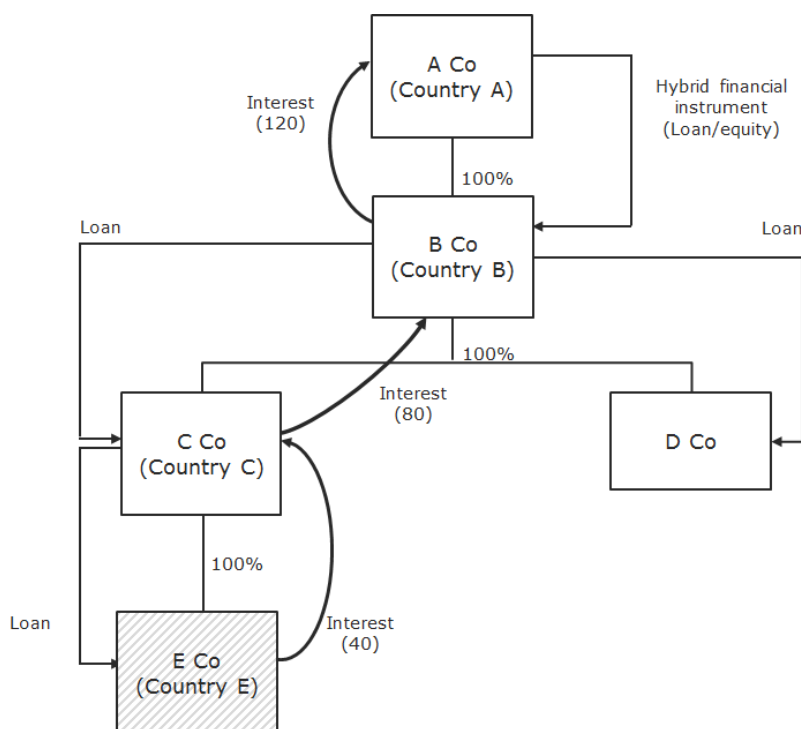 A Co
(Country A)
Interest
(120)
Hybrid financial
instrument
(Loan/equity)
100%
Loan
B Co
(Country B)
Loan
100%
Interest
(80)
C Co
(Country C)
D Co
100%
Loan
Interest
(40)
E Co
(Country E)